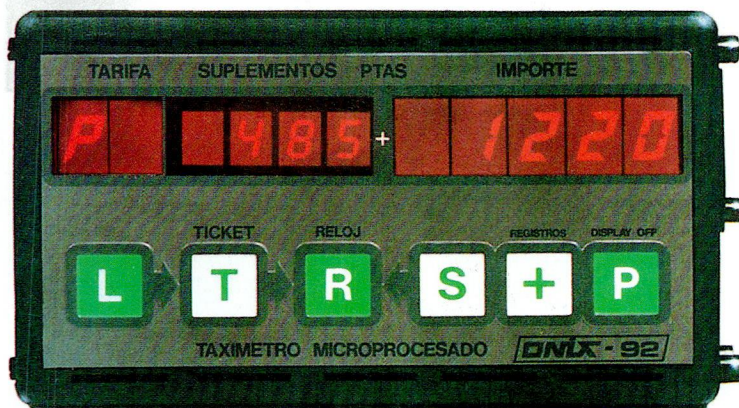 TARIFA SUPLEMENTOS PTAS IMPORTE
P 485 + 1220
TICKET RELOJ REGISTROS DISPLAY OFF
L T R S + P
TAXIMETRO MICROPROCESADO ONIX-92